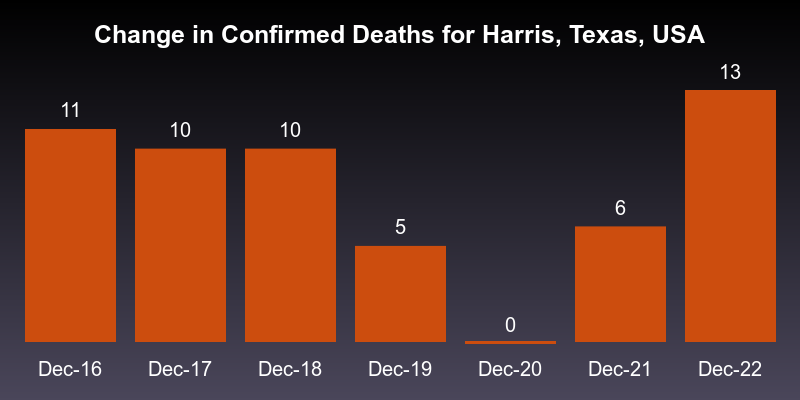 Change in Confirmed Deaths for Harris, Texas, USA
11
10
10
5
0
6
13
Dec-16
Dec-17
Dec-18
Dec-19
Dec-20
Dec-21
Dec-22